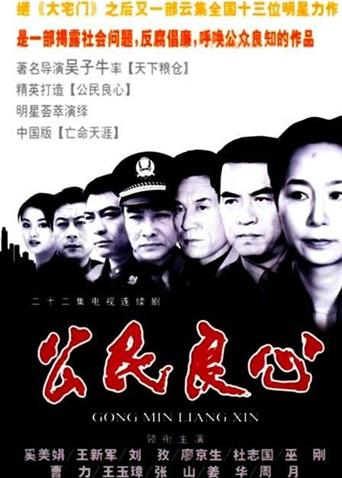 继《大宅门》之后又一部云集全国十三位明星力作
是一部揭露社会问题，反腐倡廉，呼唤公众良知的作品
著名导演吴子牛率【天下粮仓】
精英打造【公民良心】
明星荟萃演绎
中国版【亡命天涯】
二十二集电视连续剧
公民良心
GONG MIN LIANG XIN
领衔主演
奚美娟/王新军/刘孜/廖京生/杜志国/巫刚
曹力/王玉璋/张山/姜华/周月